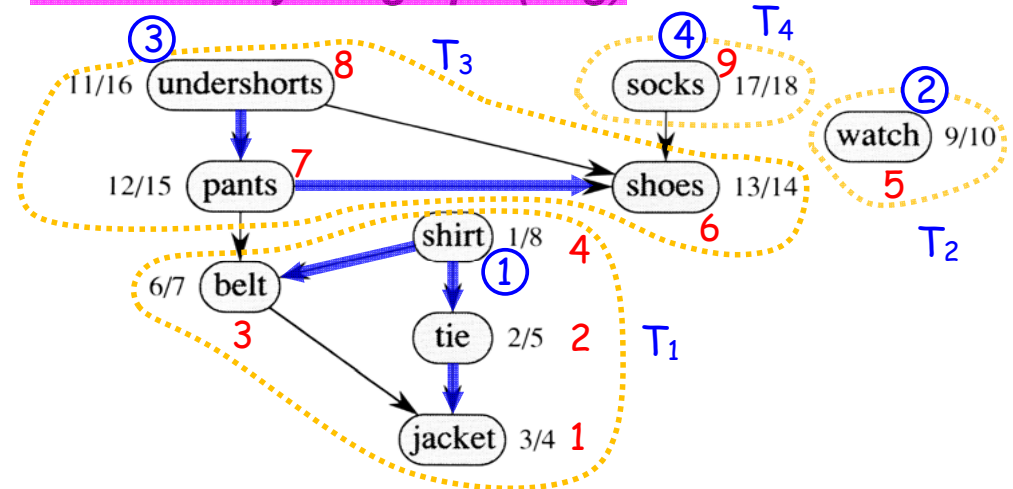 ③ ④ T4
T3
11/16 undershorts 8
socks 9 17/18
②
watch 9/10
12/15 pants 7
shoes 13/14
5
6
shirt 1/8 4
T2
①
6/7 belt
3
tie 2/5 2
T1
jacket 3/4 1